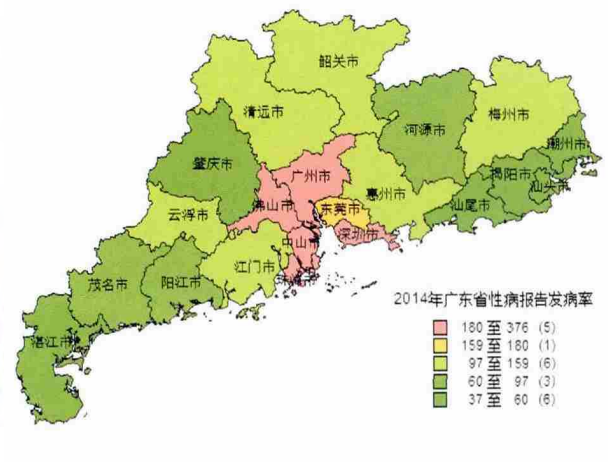 韶关市
清远市
梅州市
河源市
潮州市
肇庆市
揭阳市
广州市
汕头市
惠州市
佛山市
东莞市
汕尾市
云浮市
深圳市
中山市
江门市
珠海市
茂名市
阳江市
湛江市
2014年广东省性病报告发病率
180 至 376 (5)
159 至 180 (1)
97 至 159 (6)
60 至 97 (3)
37 至 60 (6)